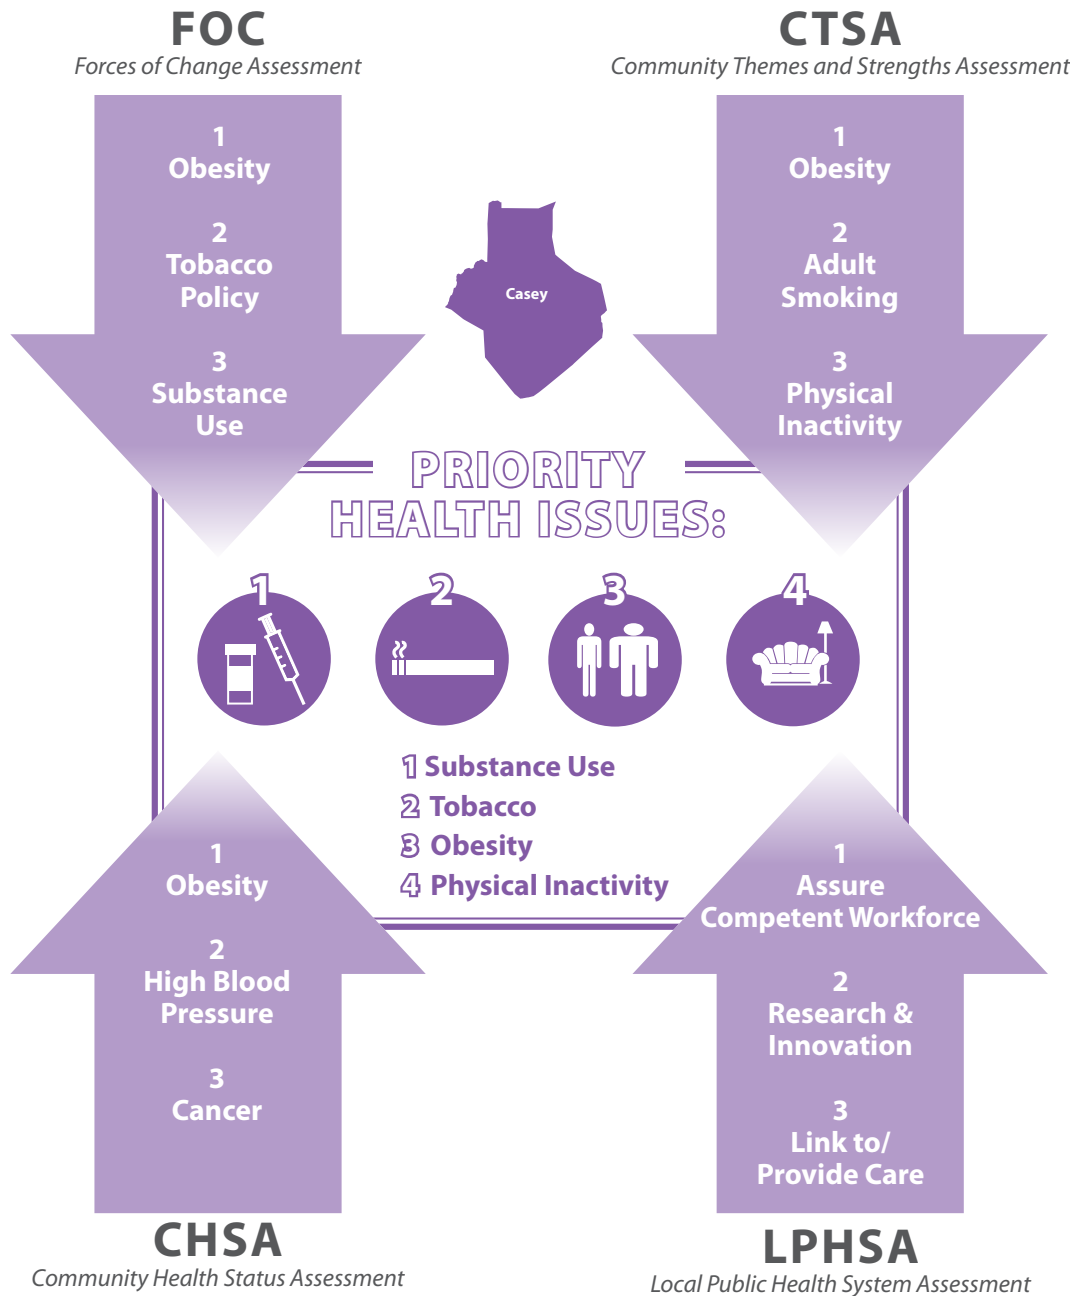 FOC
Forces of Change Assessment
1
Obesity
2
Tobacco
Policy
3
Substance
Use
CTSA
Community Themes and Strengths Assessment
1
Obesity
2
Adult
Smoking
3
Physical
Inactivity
Casey
PRIORITY
HEALTH ISSUES:
1
2
3
4
1 Substance Use
2 Tobacco
3 Obesity
4 Physical Inactivity
1
Obesity
2
High Blood
Pressure
3
Cancer
CHSA
Community Health Status Assessment
1
Assure
Competent Workforce
2
Research &
Innovation
3
Link to/
Provide Care
LPHSA
Local Public Health System Assessment